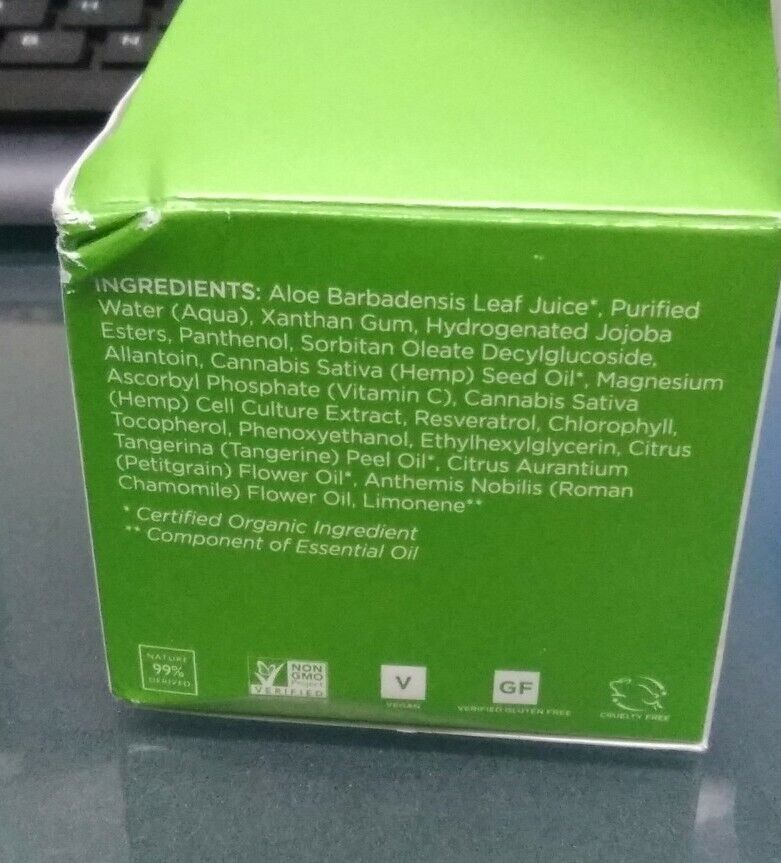 INGREDIENTS: Aloe Barbadensis Leaf Juice*, Purified
Water (Aqua), Xanthan Gum, Hydrogenated Jojoba
Esters, Panthenol, Sorbitan Oleate Decylglucoside,
Allantoin, Cannabis Sativa (Hemp) Seed Oil*, Magnesium
Ascorbyl Phosphate (Vitamin C), Cannabis Sativa
(Hemp) Cell Culture Extract, Resveratrol, Chlorophyll,
Tocopherol, Phenoxyethanol, Ethylhexylglycerin, Citrus
Tangerina (Tangerine) Peel Oil*, Citrus Aurantium
(Petitgrain) Flower Oil*, Anthemis Nobilis (Roman
Chamomile) Flower Oil, Limonene**
* Certified Organic Ingredient
** Component of Essential Oil
NATURE
99%
DERIVED
NON
GMO
Project
VERIFIED
V
VEGAN
GF
VERIFIED GLUTEN FREE
CRUELTY FREE
B
N